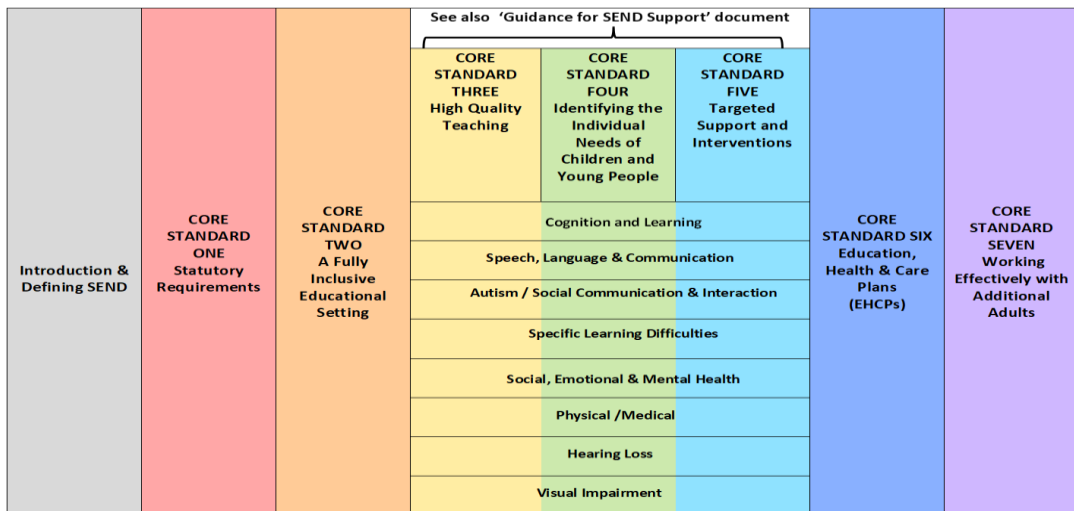 See also ‘Guidance for SEND Support’ document
Introduction &
Defining SEND
CORE
STANDARD
ONE
Statutory
Requirements
CORE
STANDARD
TWO
A Fully
Inclusive
Educational
Setting
CORE
STANDARD
THREE
High Quality
Teaching
CORE
STANDARD
FOUR
Identifying the
Individual
Needs of
Children and
Young People
CORE
STANDARD
FIVE
Targeted
Support and
Interventions
Cognition and Learning
Speech, Language & Communication
Autism / Social Communication & Interaction
Specific Learning Difficulties
Social, Emotional & Mental Health
Physical /Medical
Hearing Loss
Visual Impairment
CORE
STANDARD SIX
Education,
Health & Care
Plans
(EHCPs)
CORE
STANDARD
SEVEN
Working
Effectively with
Additional
Adults